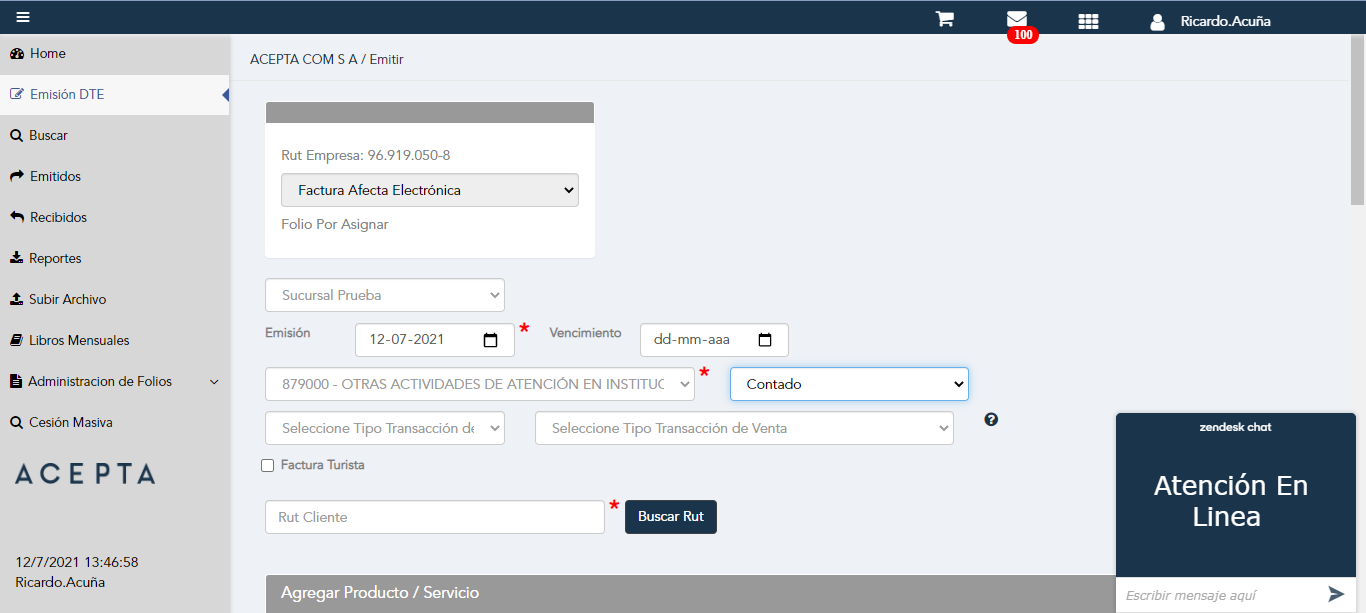 100
Ricardo.Acuña
Home
Emisión DTE
Buscar
Emitidos
Recibidos
Reportes
Subir Archivo
Libros Mensuales
Administracion de Folios
Cesión Masiva
ACEPTA
12/7/2021 13:46:58
Ricardo.Acuña
ACEPTA COM S A / Emitir
Rut Empresa: 96.919.050-8
Factura Afecta Electrónica
Folio Por Asignar
Sucursal Prueba
Emisión 12-07-2021 * Vencimiento dd-mm-aaa
879000 - OTRAS ACTIVIDADES DE ATENCIÓN EN INSTITUC * Contado
Seleccione Tipo Transacción de Seleccione Tipo Transacción de Venta ?
Factura Turista
Rut Cliente * Buscar Rut
Agregar Producto / Servicio
zendesk chat
Atención En
Linea
Escribir mensaje aquí